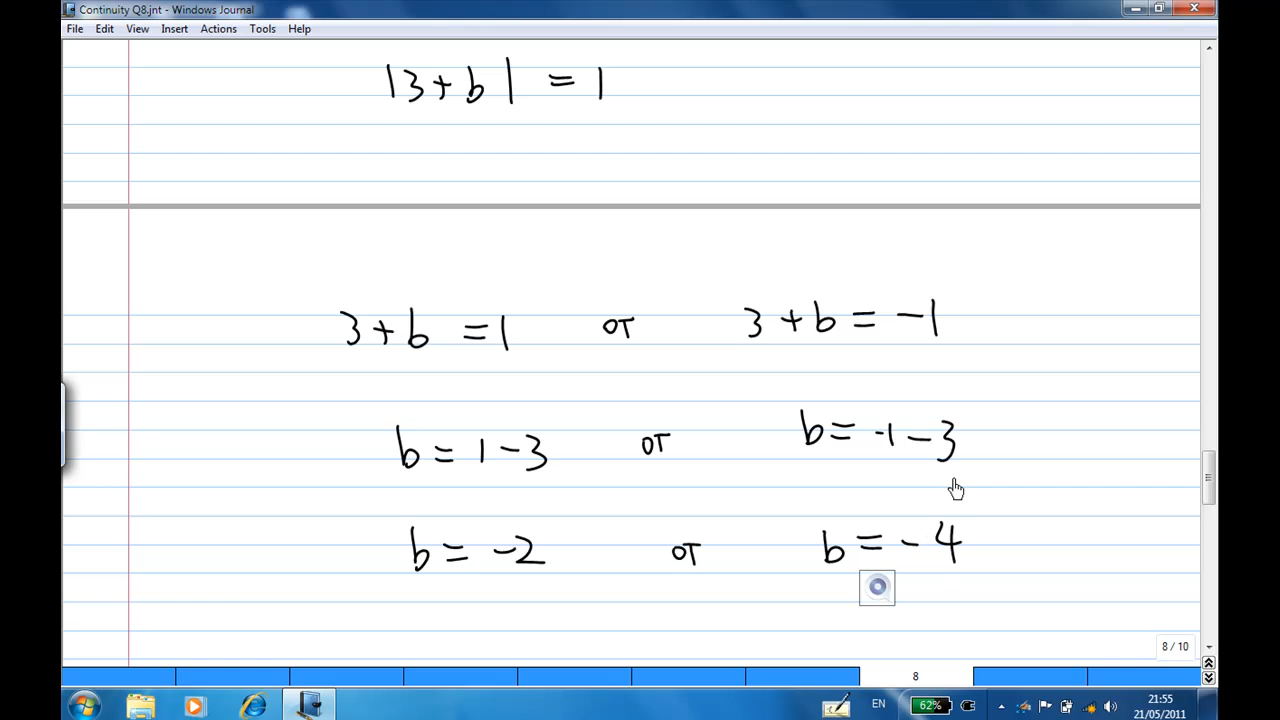 Continuity Q8.jnt - Windows Journal
File Edit View Insert Actions Tools Help
|3+b| = 1
3+b =1 or 3+b = -1
b = 1-3 or b = -1-3
b = -2 or b = -4
8 / 10
8
EN 62% 21:55
21/05/2011